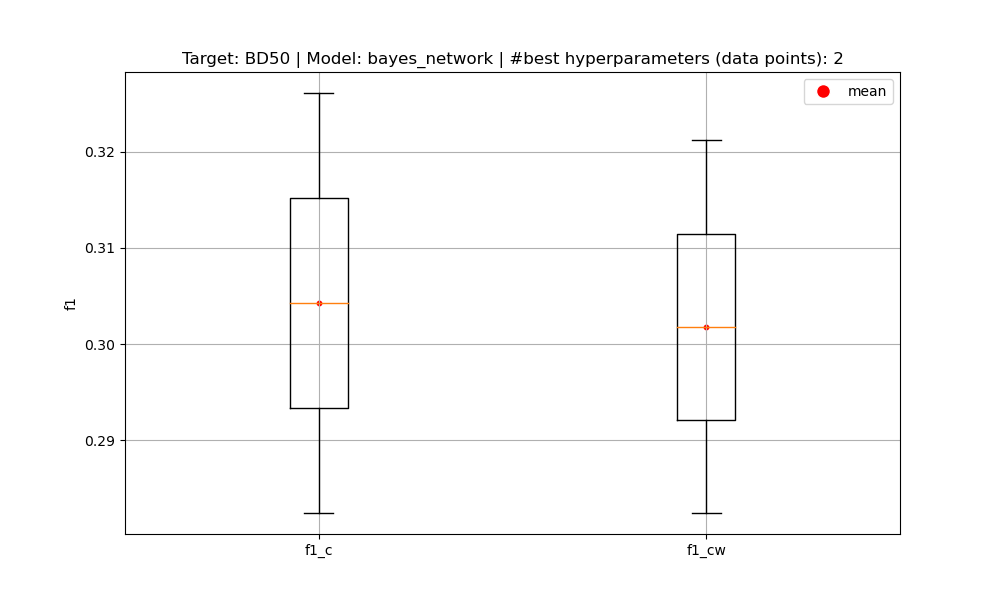 Target: BD50 | Model: bayes_network | #best hyperparameters (data points): 2
mean
0.32
0.31
0.30
0.29
f1
f1_c
f1_cw